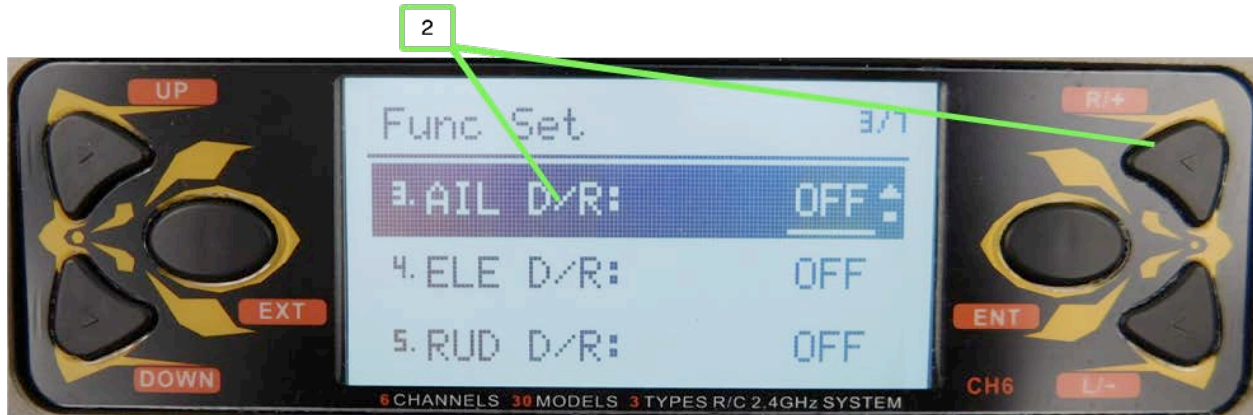 2
UP
R/+
Func Set 3/7
3. AIL D/R: OFF
4. ELE D/R: OFF
5. RUD D/R: OFF
EXT
ENT
DOWN
CH6
L/-
6 CHANNELS 30 MODELS 3 TYPES R/C 2.4GHz SYSTEM